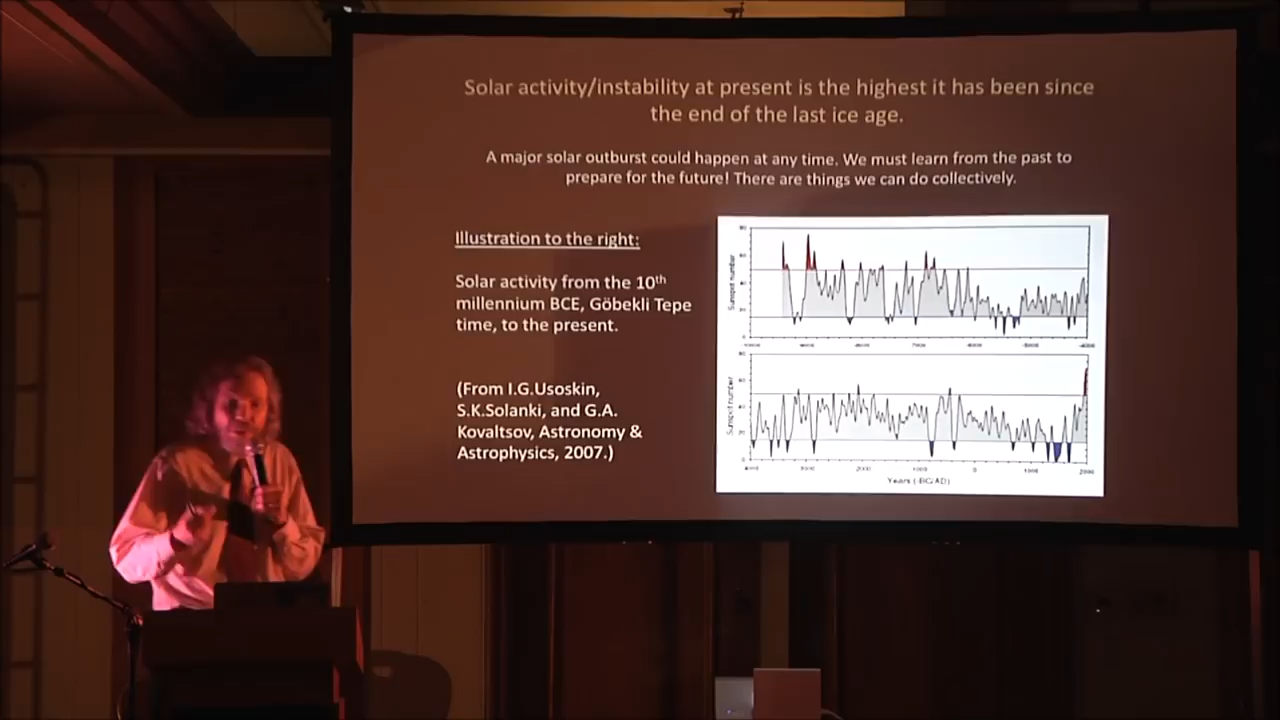 Solar activity/instability at present is the highest it has been since
the end of the last ice age.
A major solar outburst could happen at any time. We must learn from the past to
prepare for the future! There are things we can do collectively.
Illustration to the right:
Solar activity from the 10th
millennium BCE, Göbekli Tepe
time, to the present.
(From I.G.Usoskin,
S.K.Solanki, and G.A.
Kovaltsov, Astronomy &
Astrophysics, 2007.)
Sunspot number
Sunspot number
Years (-BC/AD)